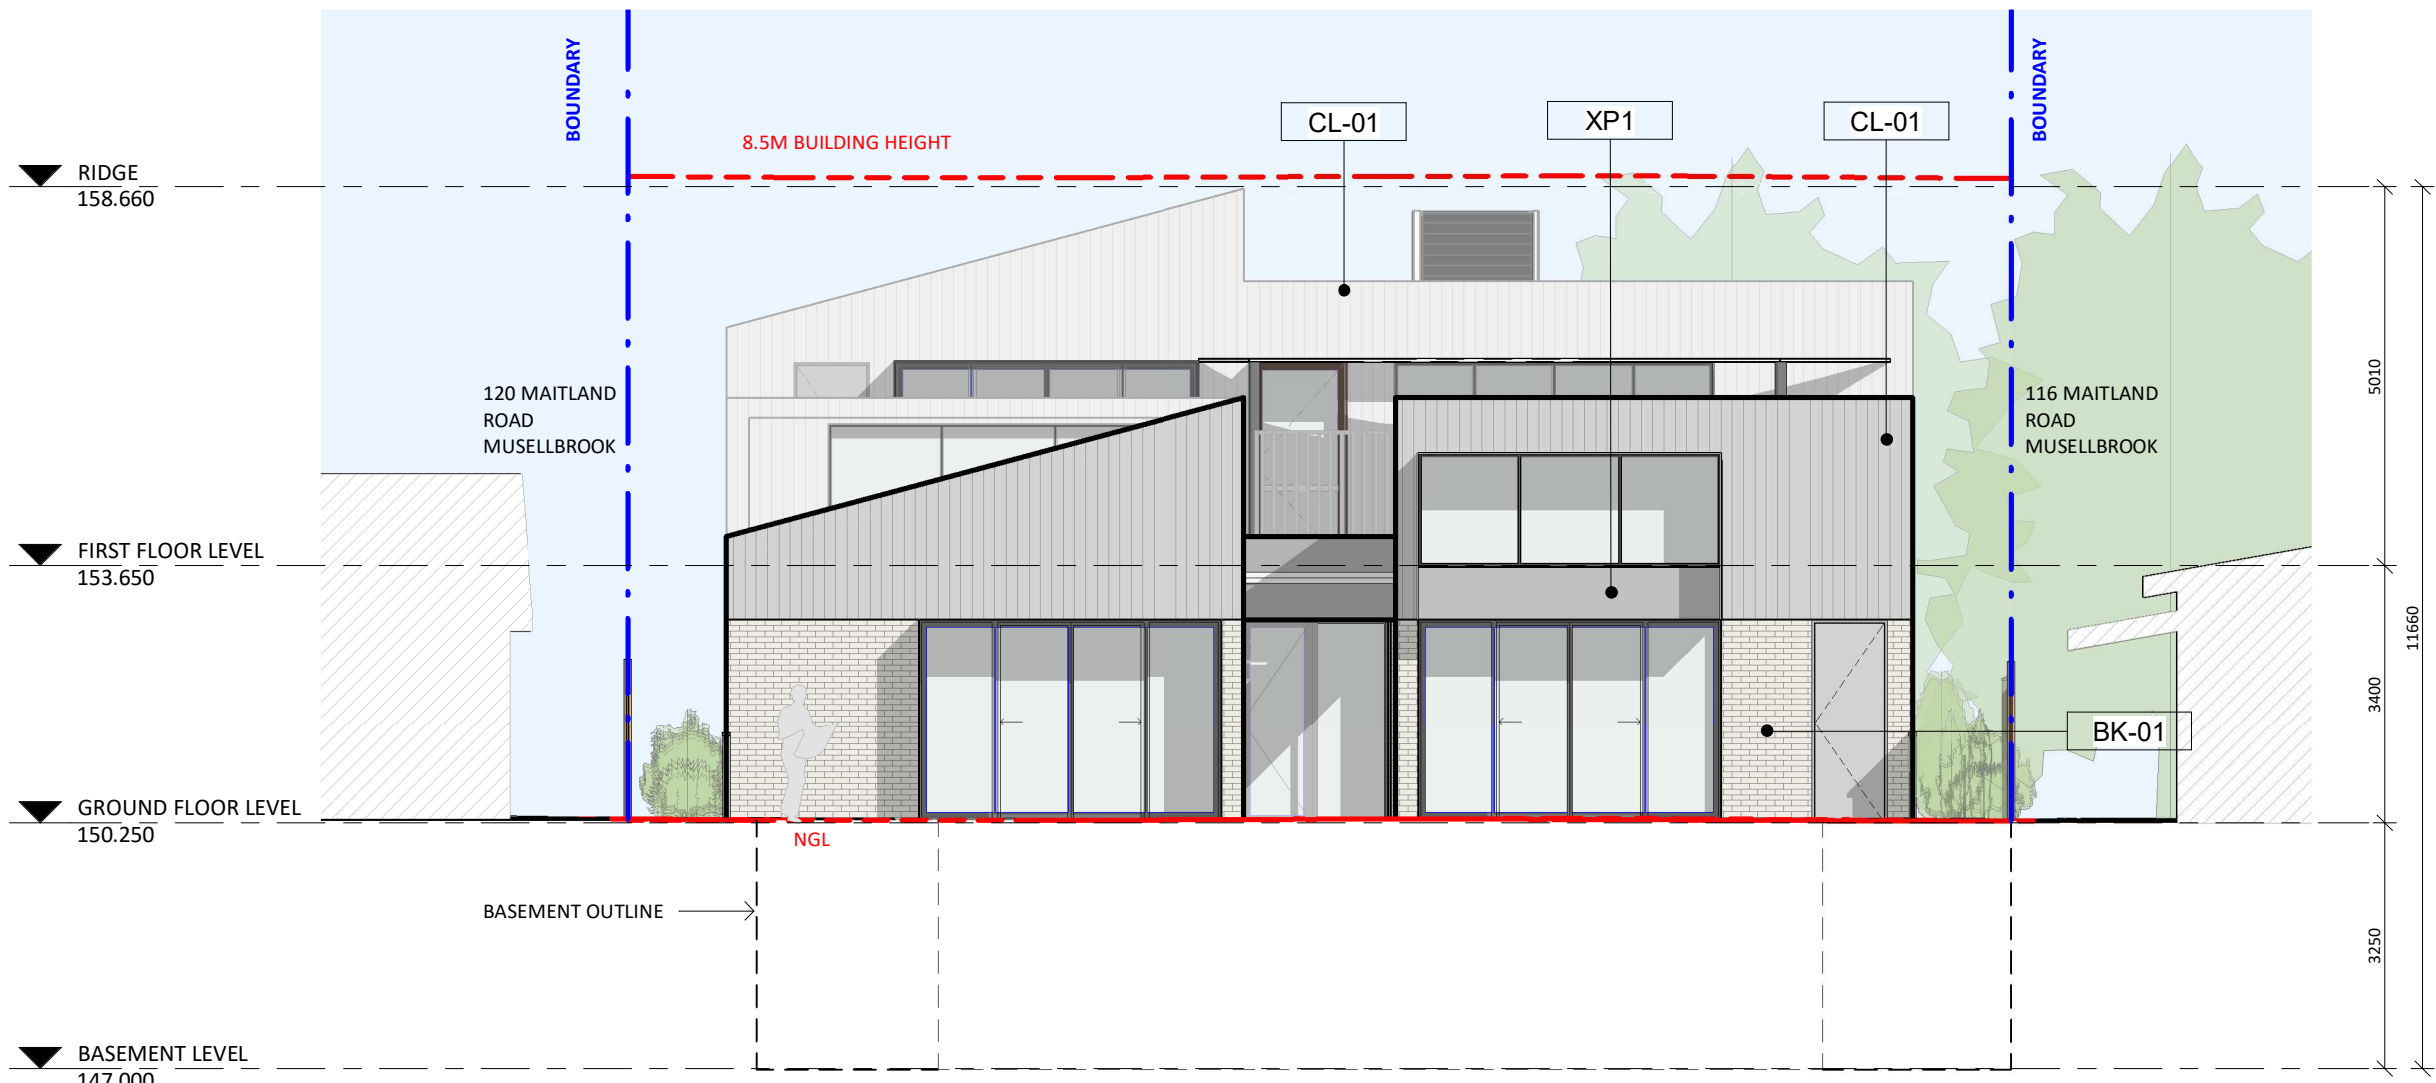 BOUNDARY
BOUNDARY
CL-01
XP1
CL-01
8.5M BUILDING HEIGHT
RIDGE
158.660
120 MAITLAND
ROAD
MUSELLBROOK
116 MAITLAND
ROAD
MUSELLBROOK
5010
FIRST FLOOR LEVEL
153.650
11660
3400
BK-01
GROUND FLOOR LEVEL
150.250
NGL
BASEMENT OUTLINE
3250
BASEMENT LEVEL
147.000